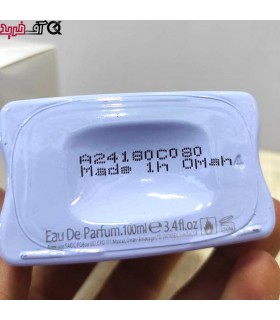 آف خرید
A24180C080
Made in Oman
Eau De Parfum.100ml e 3.4fl.oz